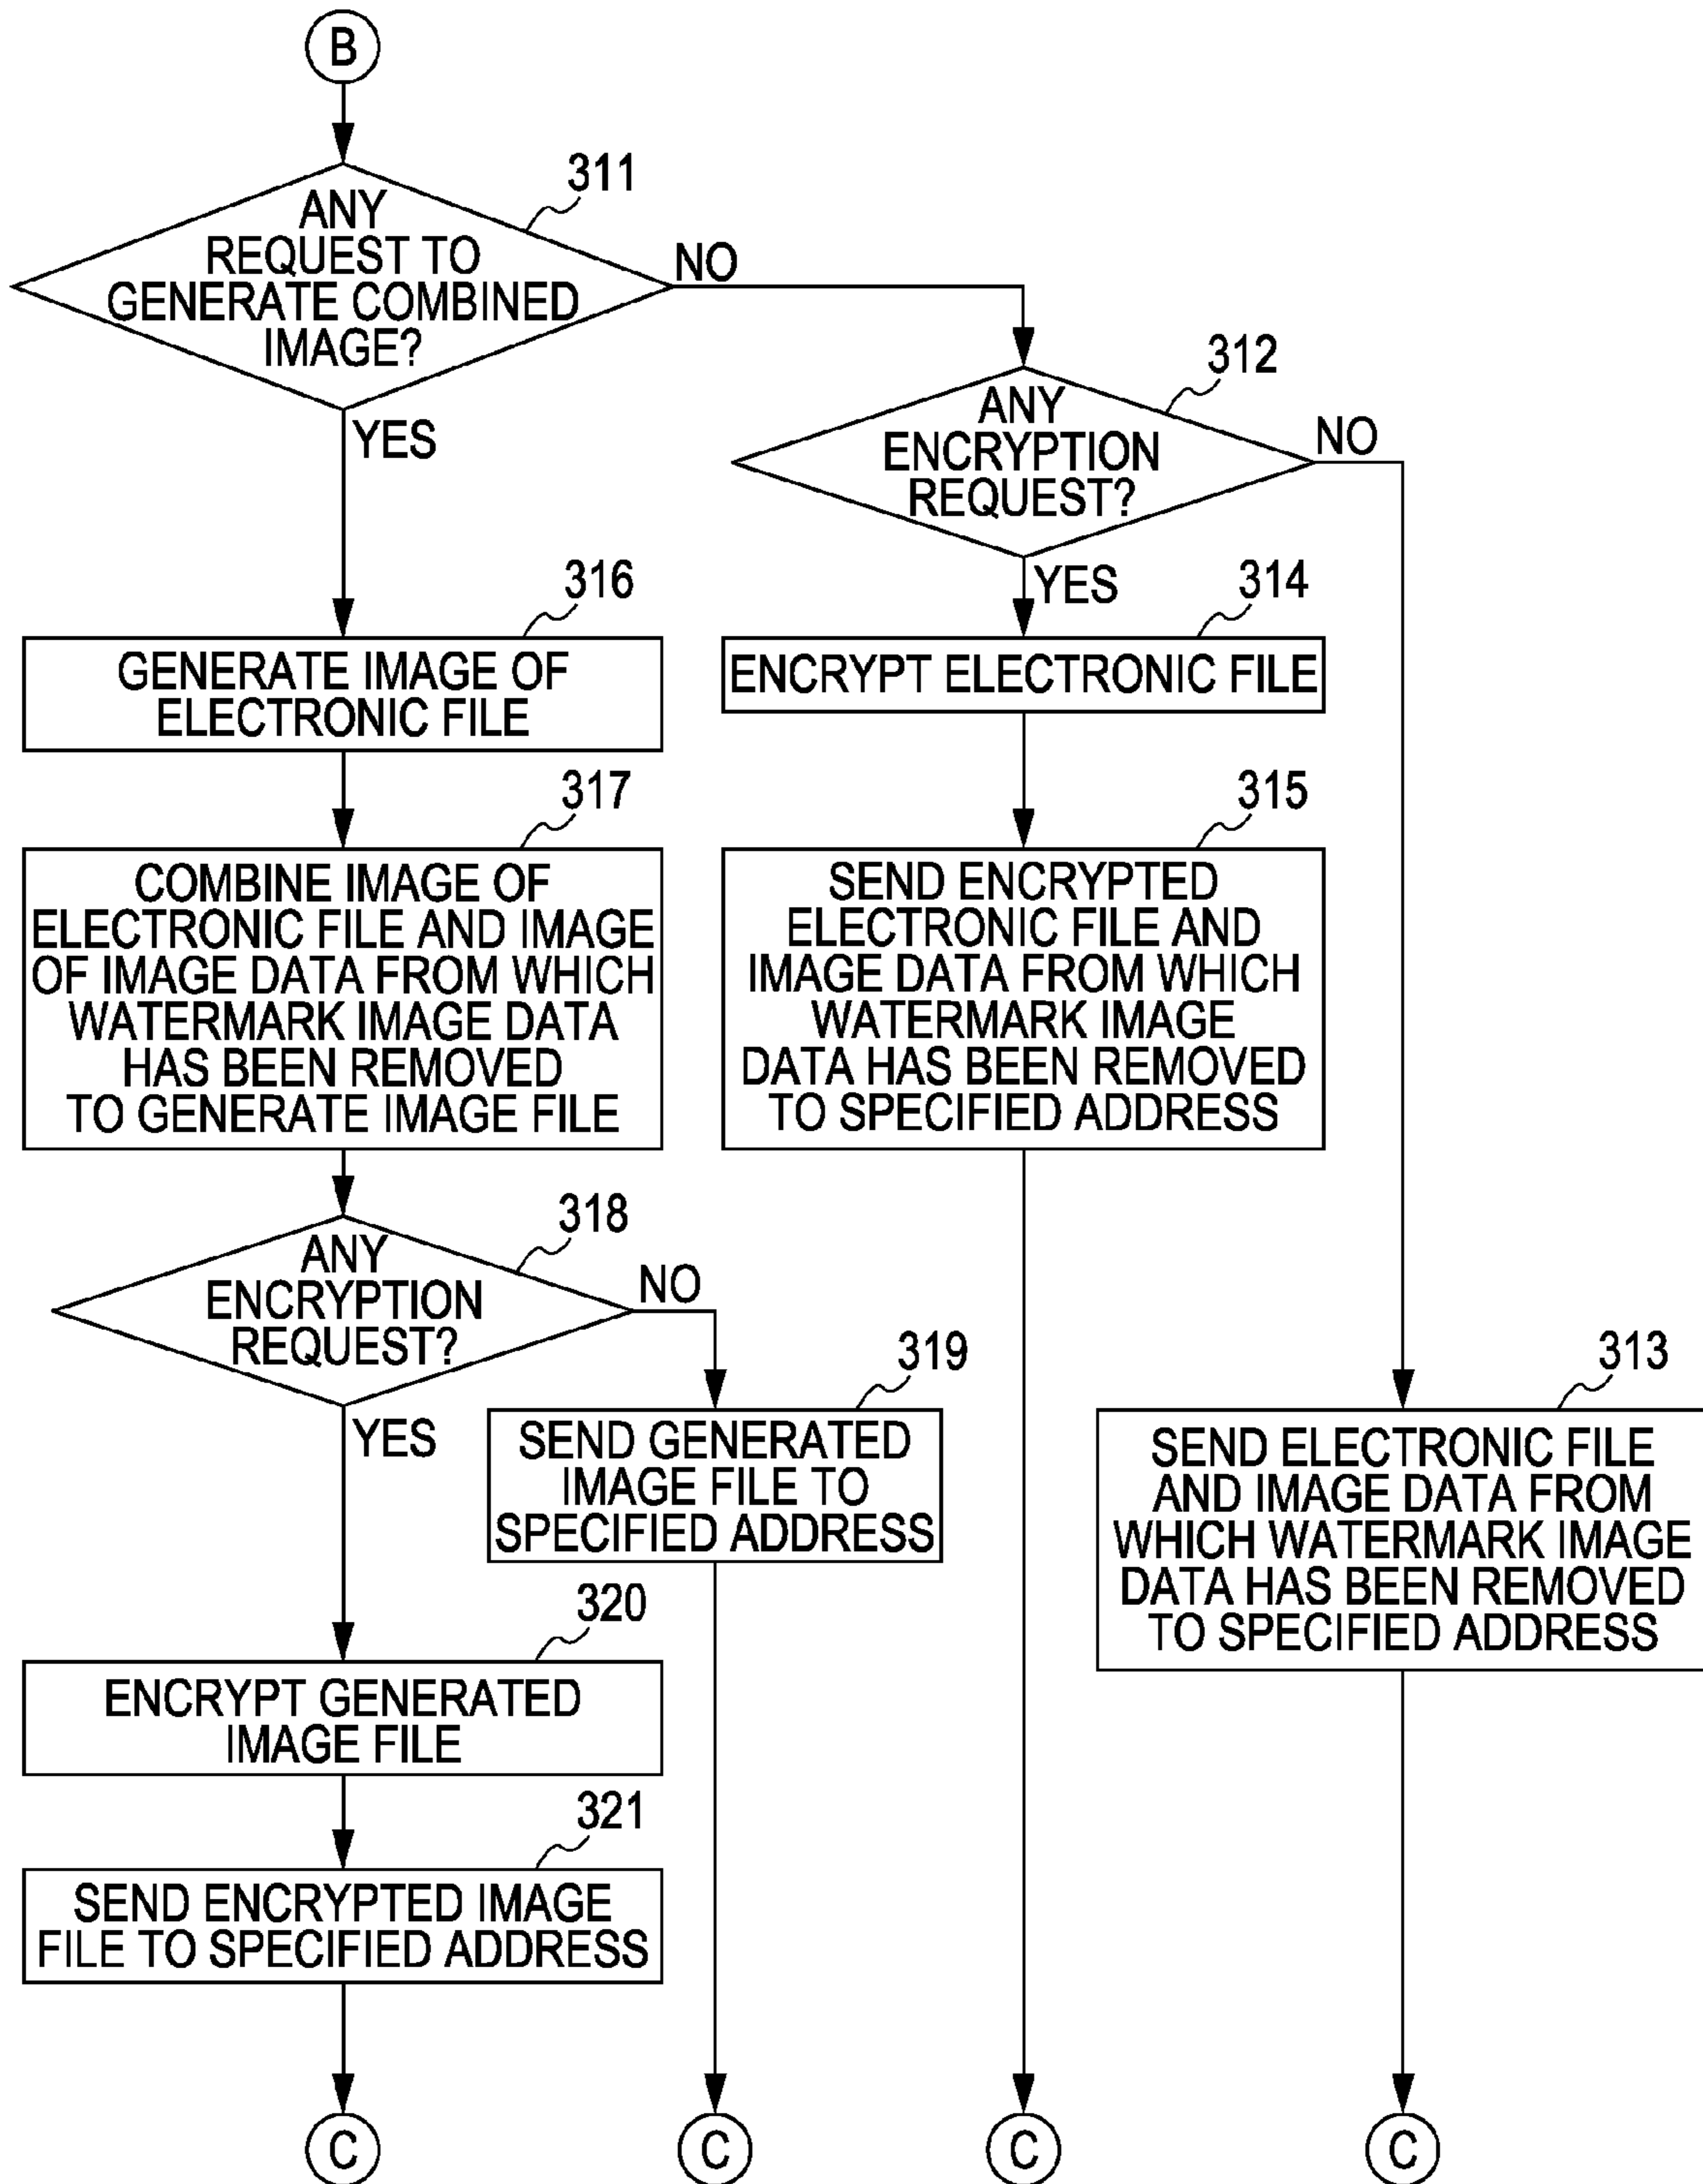 B
311
ANY
REQUEST TO
GENERATE COMBINED
IMAGE?
NO
YES
312
ANY
ENCRYPTION
REQUEST?
NO
YES
316
GENERATE IMAGE OF
ELECTRONIC FILE
314
ENCRYPT ELECTRONIC FILE
317
COMBINE IMAGE OF
ELECTRONIC FILE AND IMAGE
OF IMAGE DATA FROM WHICH
WATERMARK IMAGE DATA
HAS BEEN REMOVED
TO GENERATE IMAGE FILE
315
SEND ENCRYPTED
ELECTRONIC FILE AND
IMAGE DATA FROM WHICH
WATERMARK IMAGE
DATA HAS BEEN REMOVED
TO SPECIFIED ADDRESS
318
ANY
ENCRYPTION
REQUEST?
NO
YES
319
SEND GENERATED
IMAGE FILE TO
SPECIFIED ADDRESS
313
SEND ELECTRONIC FILE
AND IMAGE DATA FROM
WHICH WATERMARK IMAGE
DATA HAS BEEN REMOVED
TO SPECIFIED ADDRESS
320
ENCRYPT GENERATED
IMAGE FILE
321
SEND ENCRYPTED IMAGE
FILE TO SPECIFIED ADDRESS
C
C
C
C